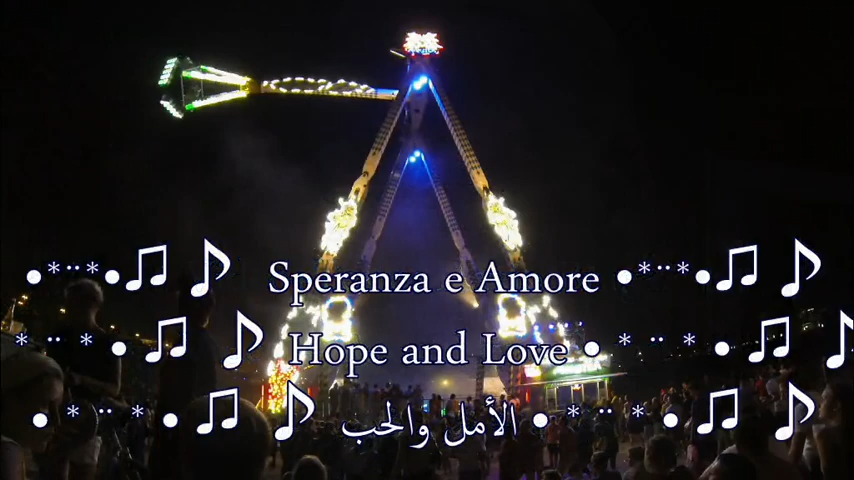 •*¨*•♫ ♪ Speranza e Amore •*¨*•♫ ♪
* ¨ * • ♫ ♪ Hope and Love • * ¨ * • ♫ ♪
• * ¨ * • ♫ ♪ الأمل والحب • * ¨ * • ♫ ♪